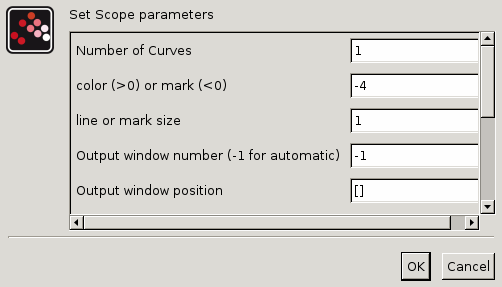 Set Scope parameters
Number of Curves 1
color (>0) or mark (<0) -4
line or mark size 1
Output window number (-1 for automatic) -1
Output window position []
OK Cancel